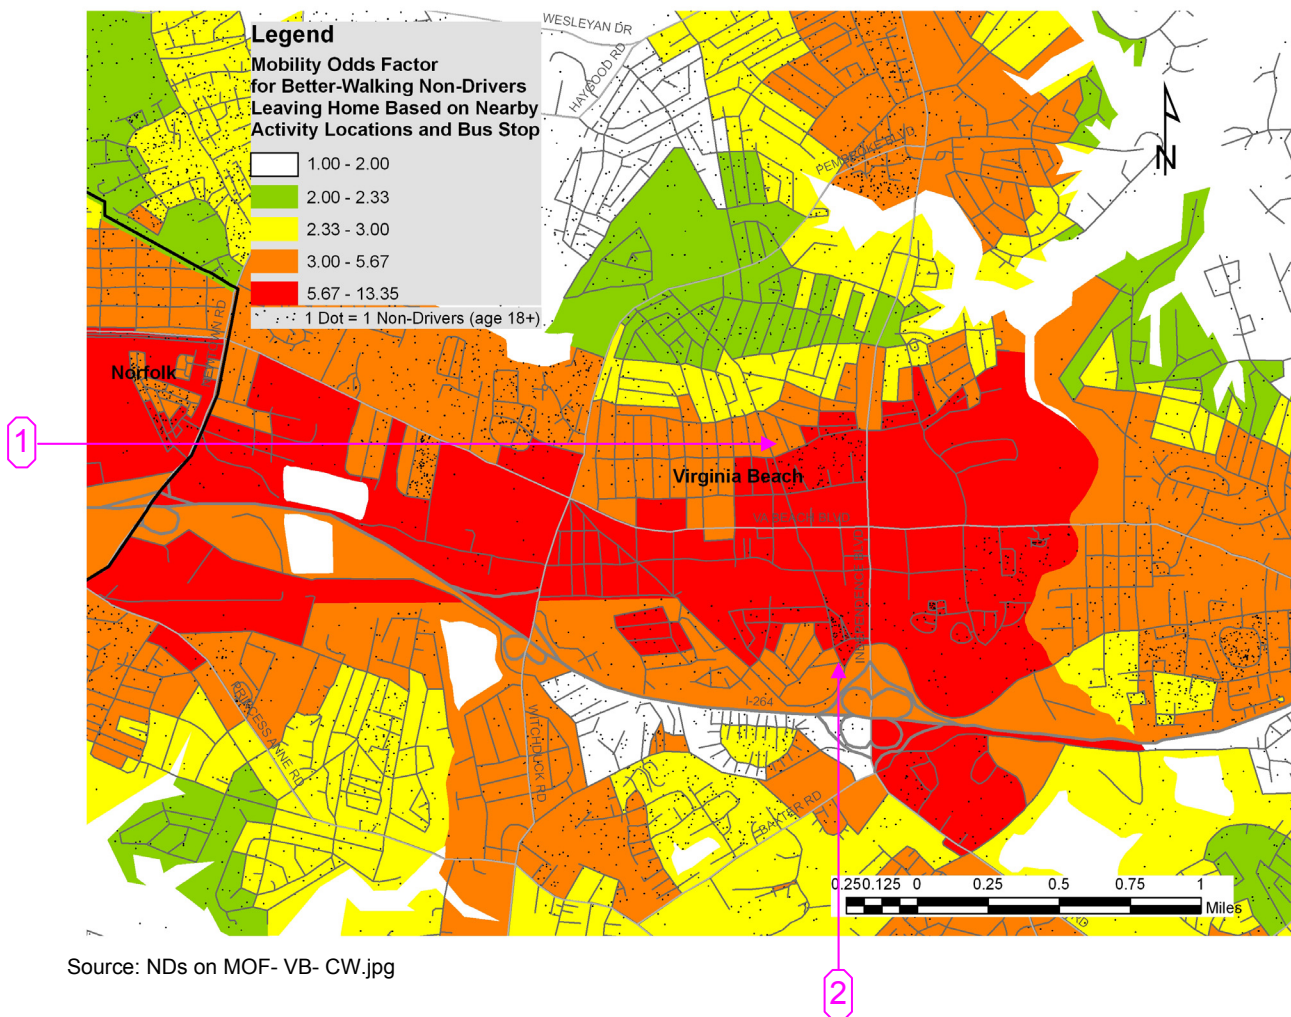 WESLEYAN DR
HAYGOOD RD
Legend
Mobility Odds Factor
for Better-Walking Non-Drivers
Leaving Home Based on Nearby
Activity Locations and Bus Stop
1.00 - 2.00
2.00 - 2.33
2.33 - 3.00
3.00 - 5.67
5.67 - 13.35
1 Dot = 1 Non-Drivers (age 18+)
PEMBROKE BLVD
N
Norfolk
1
Virginia Beach
VA BEACH BLVD
INDEPENDENCE BLVD
I-264
PRINCESS ANNE RD
WITCHDUCK RD
BAXTER RD
0.25 0.125 0 0.25 0.5 0.75 1
Miles
Source: NDs on MOF- VB- CW.jpg
2